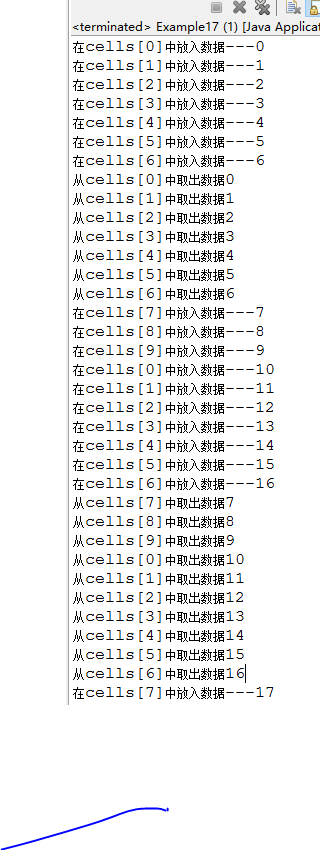 <terminated> Example17 (1) [Java Applicat
在cells[0]中放入数据---0
在cells[1]中放入数据---1
在cells[2]中放入数据---2
在cells[3]中放入数据---3
在cells[4]中放入数据---4
在cells[5]中放入数据---5
在cells[6]中放入数据---6
从cells[0]中取出数据0
从cells[1]中取出数据1
从cells[2]中取出数据2
从cells[3]中取出数据3
从cells[4]中取出数据4
从cells[5]中取出数据5
从cells[6]中取出数据6
在cells[7]中放入数据---7
在cells[8]中放入数据---8
在cells[9]中放入数据---9
在cells[0]中放入数据---10
在cells[1]中放入数据---11
在cells[2]中放入数据---12
在cells[3]中放入数据---13
在cells[4]中放入数据---14
在cells[5]中放入数据---15
在cells[6]中放入数据---16
从cells[7]中取出数据7
从cells[8]中取出数据8
从cells[9]中取出数据9
从cells[0]中取出数据10
从cells[1]中取出数据11
从cells[2]中取出数据12
从cells[3]中取出数据13
从cells[4]中取出数据14
从cells[5]中取出数据15
从cells[6]中取出数据16
在cells[7]中放入数据---17